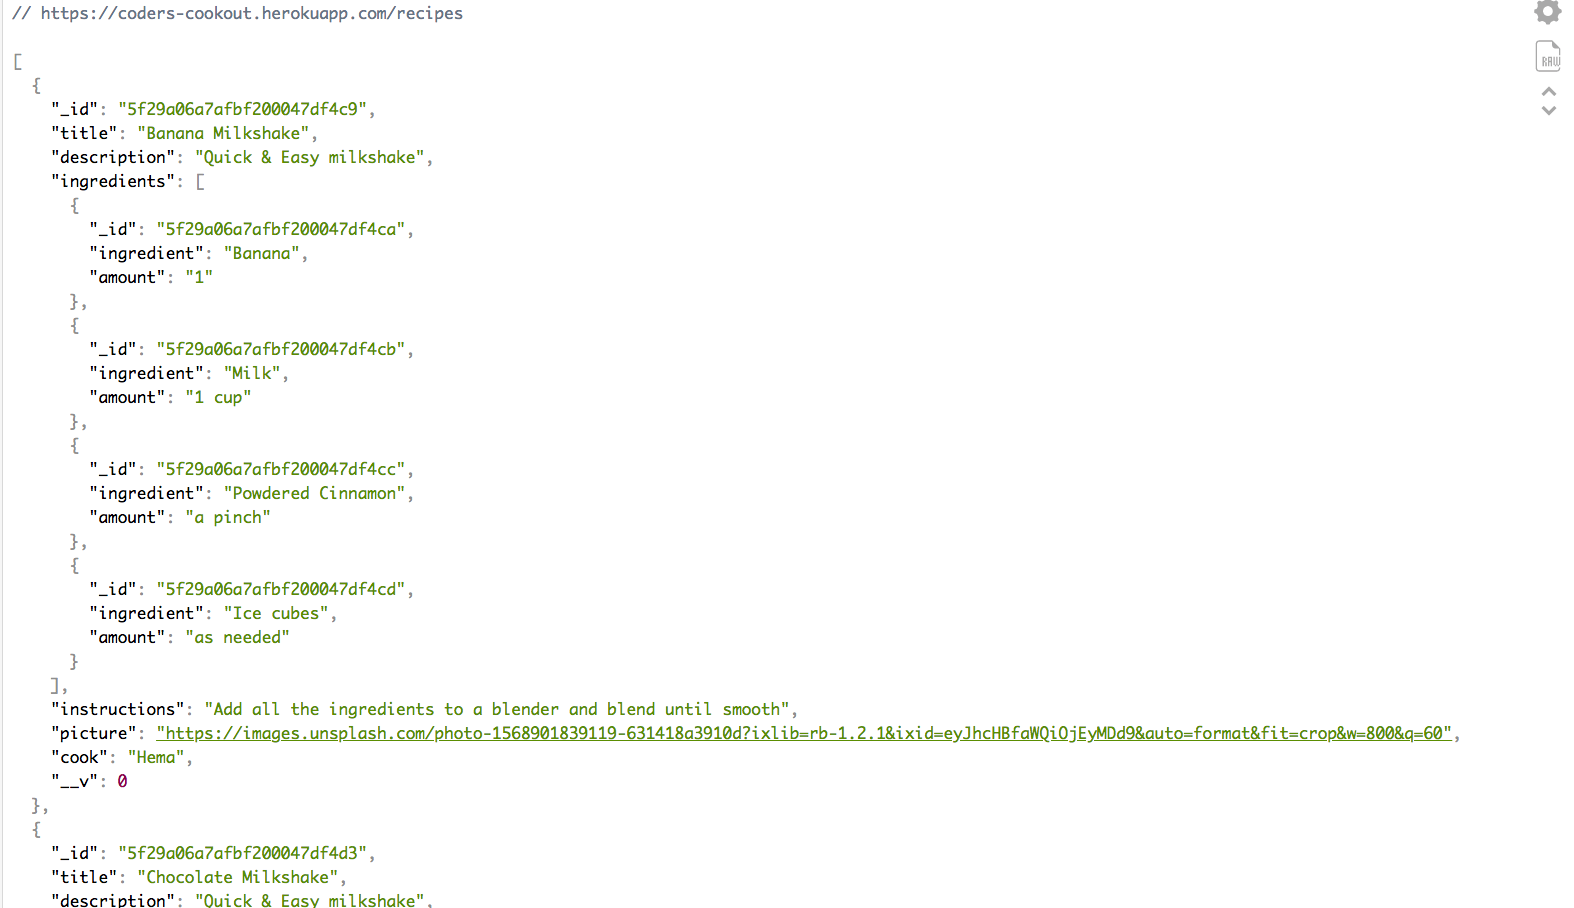 // https://coders-cookout.herokuapp.com/recipes
[
{
"_id": "5f29a06a7afbf200047df4c9",
"title": "Banana Milkshake",
"description": "Quick & Easy milkshake",
"ingredients": [
{
"_id": "5f29a06a7afbf200047df4ca",
"ingredient": "Banana",
"amount": "1"
},
{
"_id": "5f29a06a7afbf200047df4cb",
"ingredient": "Milk",
"amount": "1 cup"
},
{
"_id": "5f29a06a7afbf200047df4cc",
"ingredient": "Powdered Cinnamon",
"amount": "a pinch"
},
{
"_id": "5f29a06a7afbf200047df4cd",
"ingredient": "Ice cubes",
"amount": "as needed"
}
],
"instructions": "Add all the ingredients to a blender and blend until smooth",
"picture": "https://images.unsplash.com/photo-1568901839119-631418a3910d?ixlib=rb-1.2.1&ixid=eyJhcHBfaWQiOjEyMDd9&auto=format&fit=crop&w=800&q=60",
"cook": "Hema",
"__v": 0
},
{
"_id": "5f29a06a7afbf200047df4d3",
"title": "Chocolate Milkshake",
"description": "Quick & Easy milkshake",
RAW